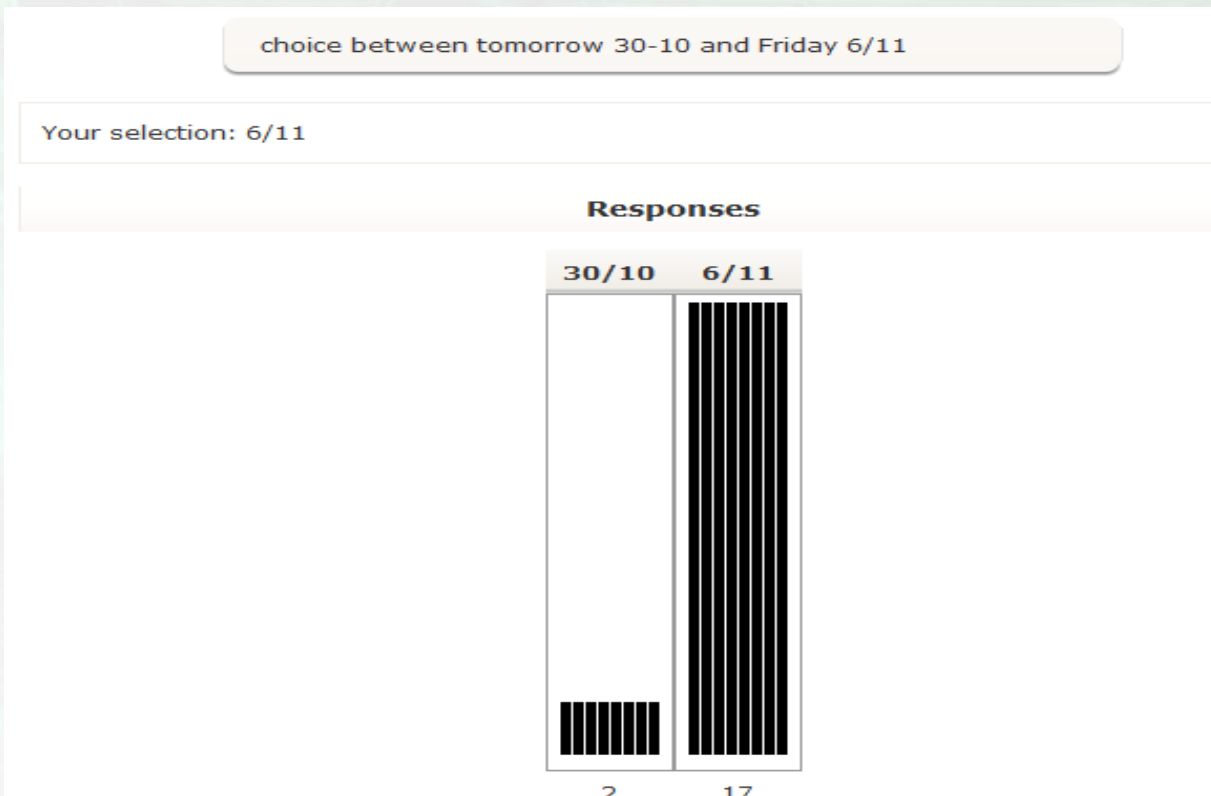 choice between tomorrow 30-10 and Friday 6/11
Your selection: 6/11
Responses
30/10 6/11
2 17